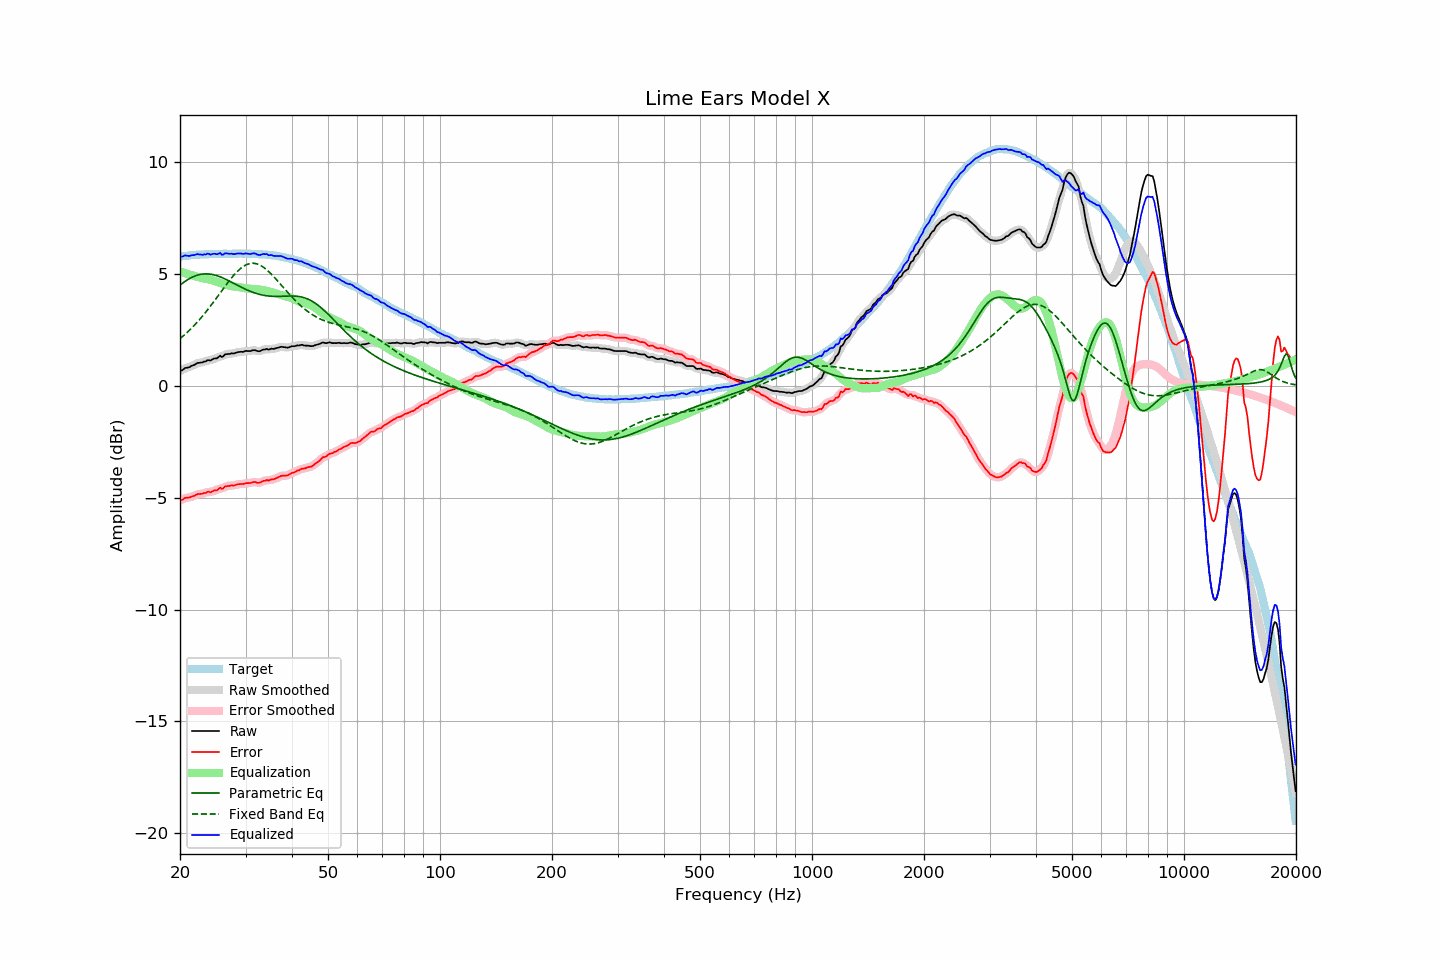 Lime Ears Model X
Amplitude (dBr)
10
5
0
−5
−10
−15
−20
Target
Raw Smoothed
Error Smoothed
Raw
Error
Equalization
Parametric Eq
Fixed Band Eq
Equalized
20 50 100 200 500 1000 2000 5000 10000 20000
Frequency (Hz)